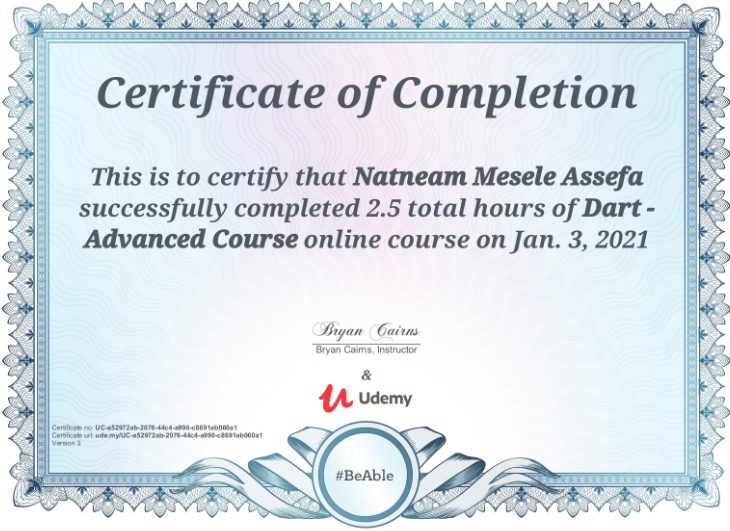 Certificate of Completion
This is to certify that Natneam Mesele Assefa
successfully completed 2.5 total hours of Dart -
Advanced Course online course on Jan. 3, 2021
Bryan Cairns
Bryan Cairns, Instructor
&
Udemy
Certificate no: UC-a52972ab-2076-44c4-a990-c8691ab060a1
Certificate url: ude.my/UC-a52972ab-2076-44c4-a990-c8691ab060a1
Version 3
#BeAble